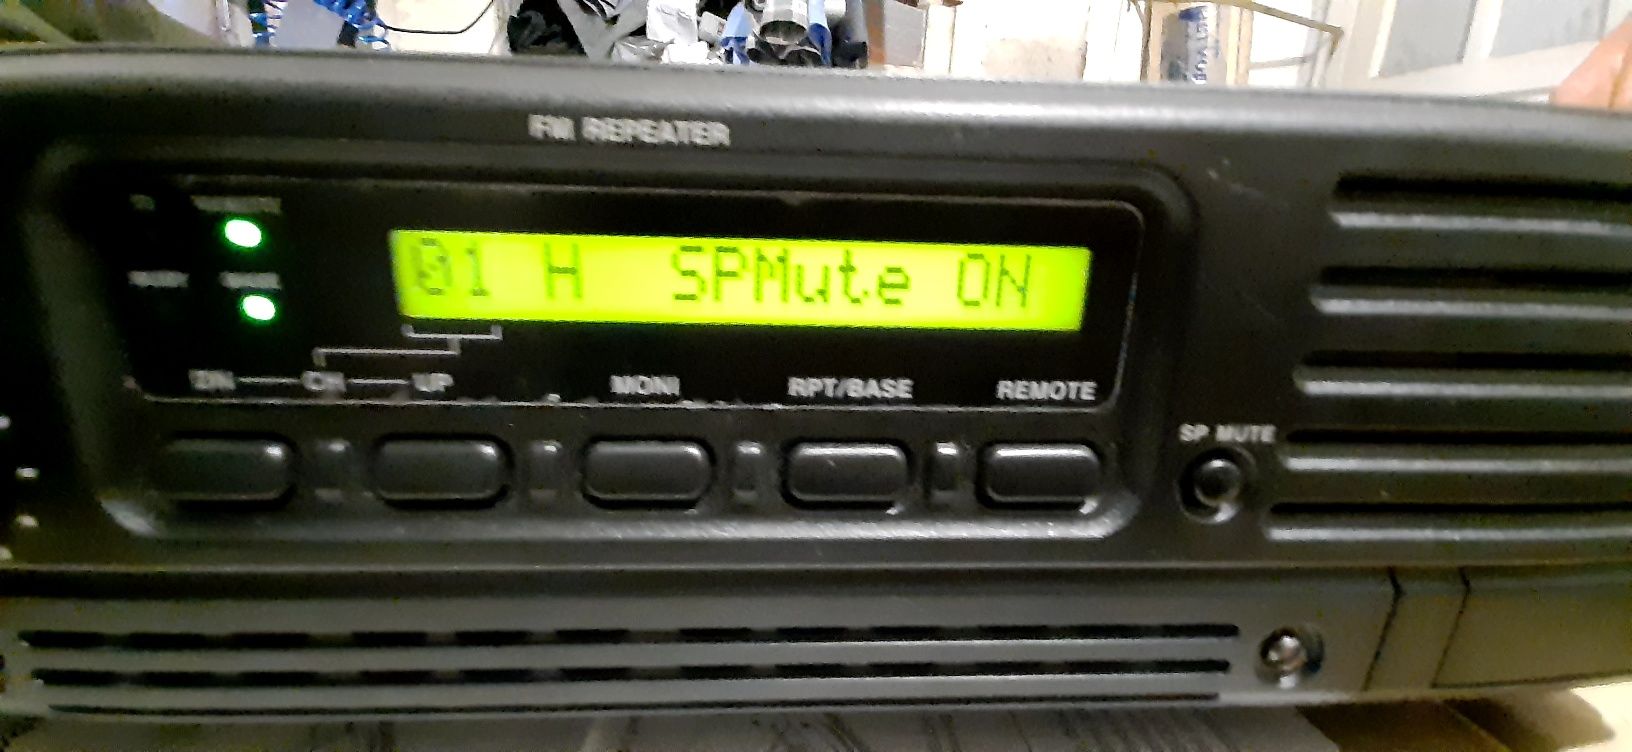 FM REPEATER
01 H SPMute ON
DN CH UP MONI RPT/BASE REMOTE
SP MUTE